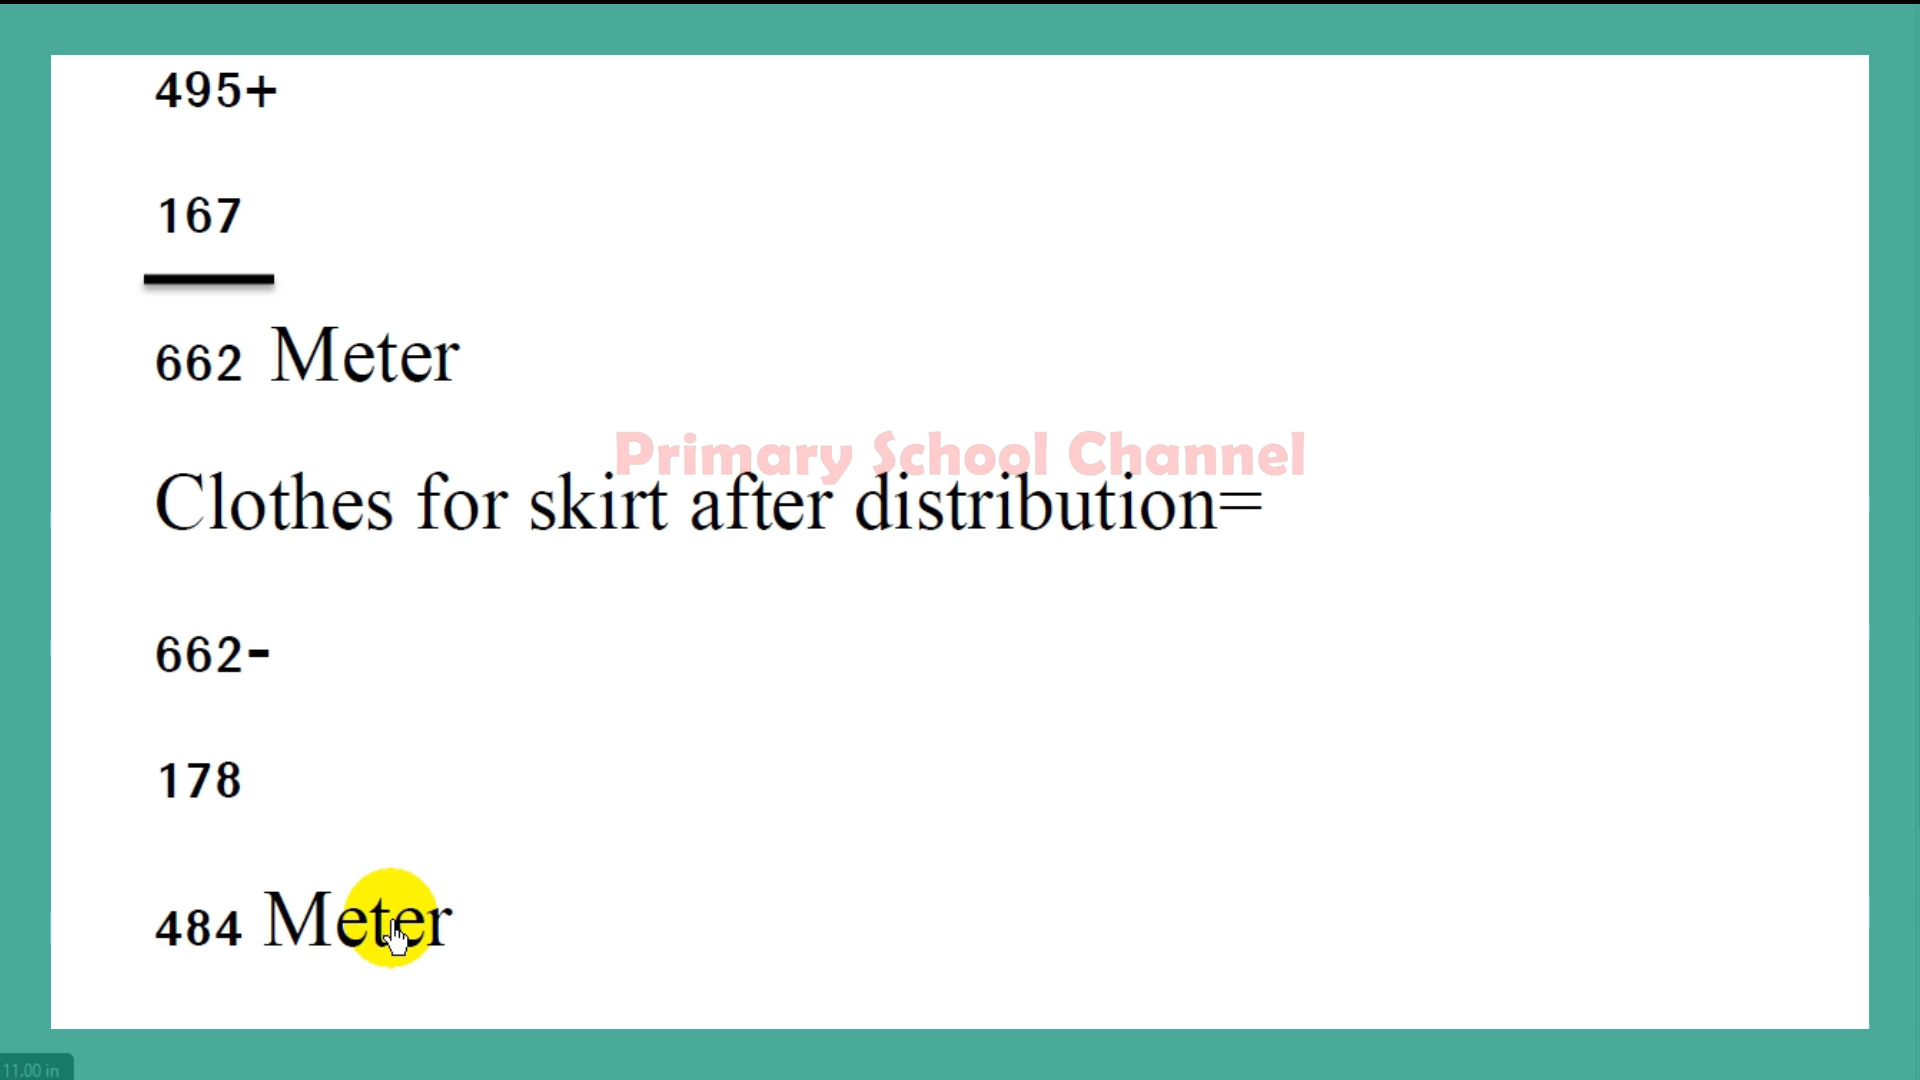 495+
167
662 Meter
Primary School Channel
Clothes for skirt after distribution=
662-
178
484 Meter
11.00 in